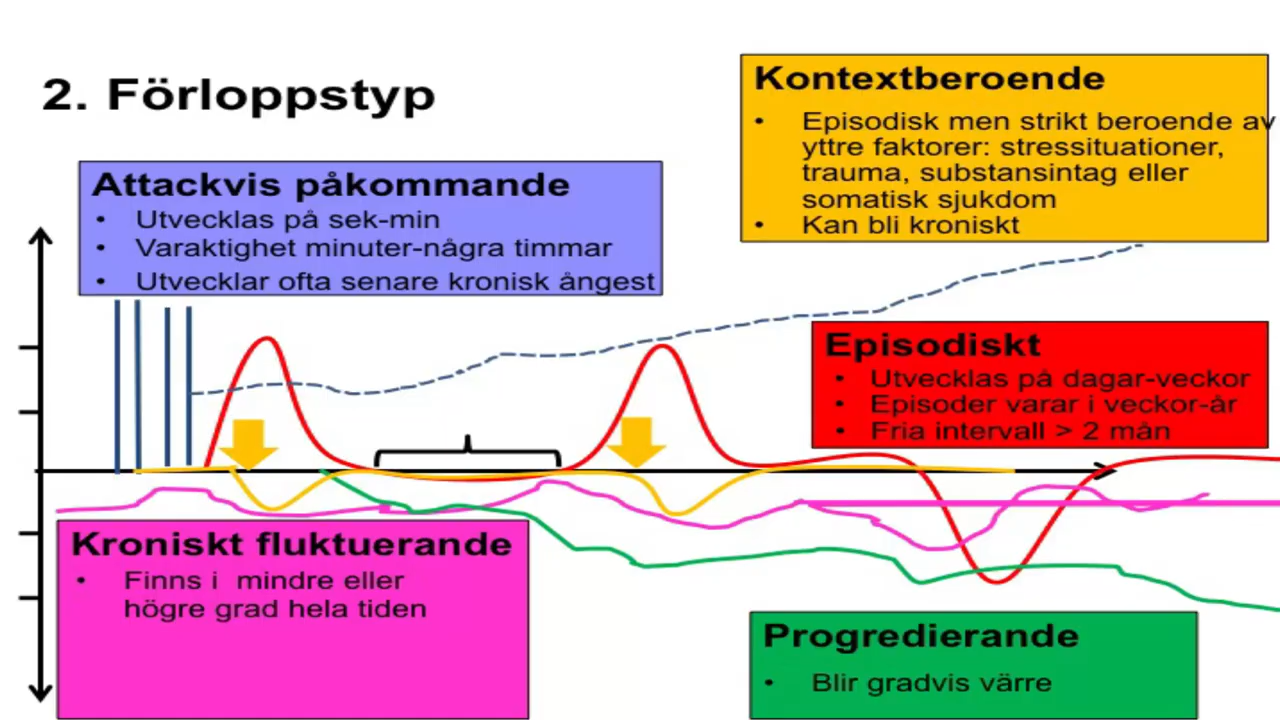 2. Förloppstyp
Kontextberoende
• Episodisk men strikt beroende av
yttre faktorer: stressituationer,
trauma, substansintag eller
somatisk sjukdom
• Kan bli kroniskt
Attackvis påkommande
• Utvecklas på sek-min
• Varaktighet minuter-några timmar
• Utvecklar ofta senare kronisk ångest
Episodiskt
• Utvecklas på dagar-veckor
• Episoder varar i veckor-år
• Fria intervall > 2 mån
Kroniskt fluktuerande
• Finns i mindre eller
högre grad hela tiden
Progredierande
• Blir gradvis värre